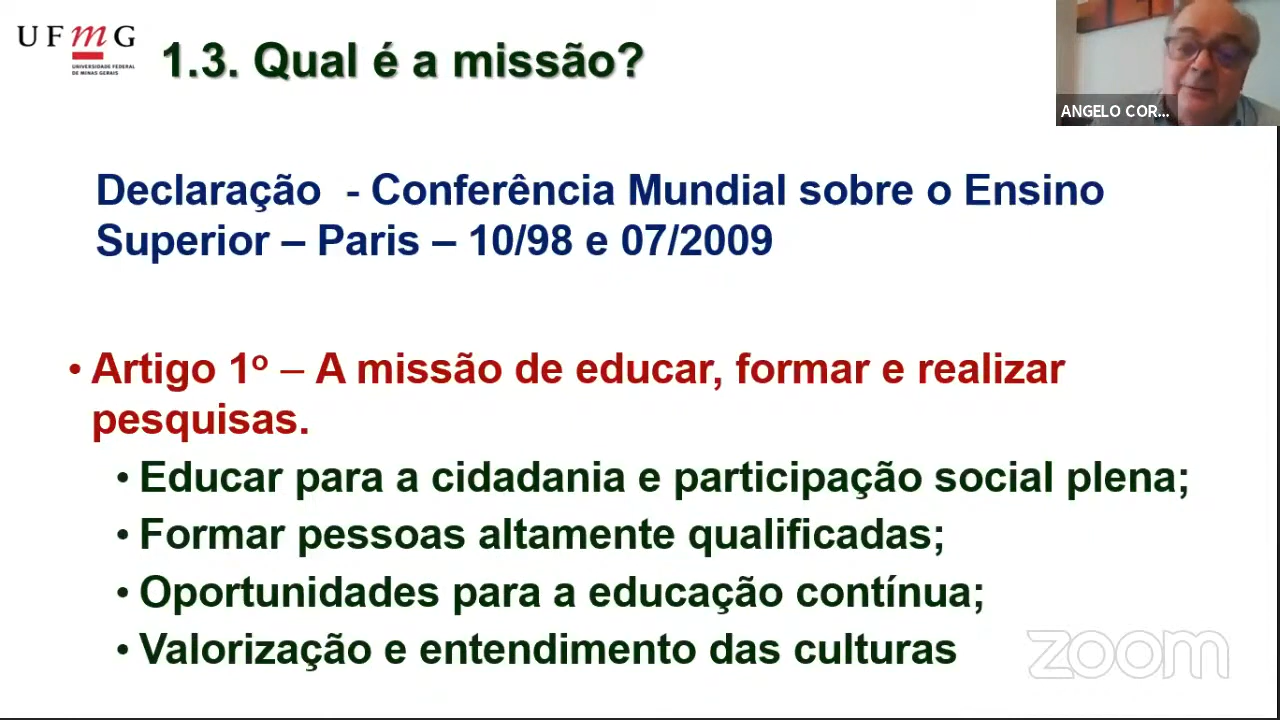 UFmG
UNIVERSIDADE FEDERAL
DE MINAS GERAIS
1.3. Qual é a missão?
ANGELO COR...
Declaração - Conferência Mundial sobre o Ensino
Superior – Paris – 10/98 e 07/2009
• Artigo 1º – A missão de educar, formar e realizar
pesquisas.
• Educar para a cidadania e participação social plena;
• Formar pessoas altamente qualificadas;
• Oportunidades para a educação contínua;
• Valorização e entendimento das culturas
zoom